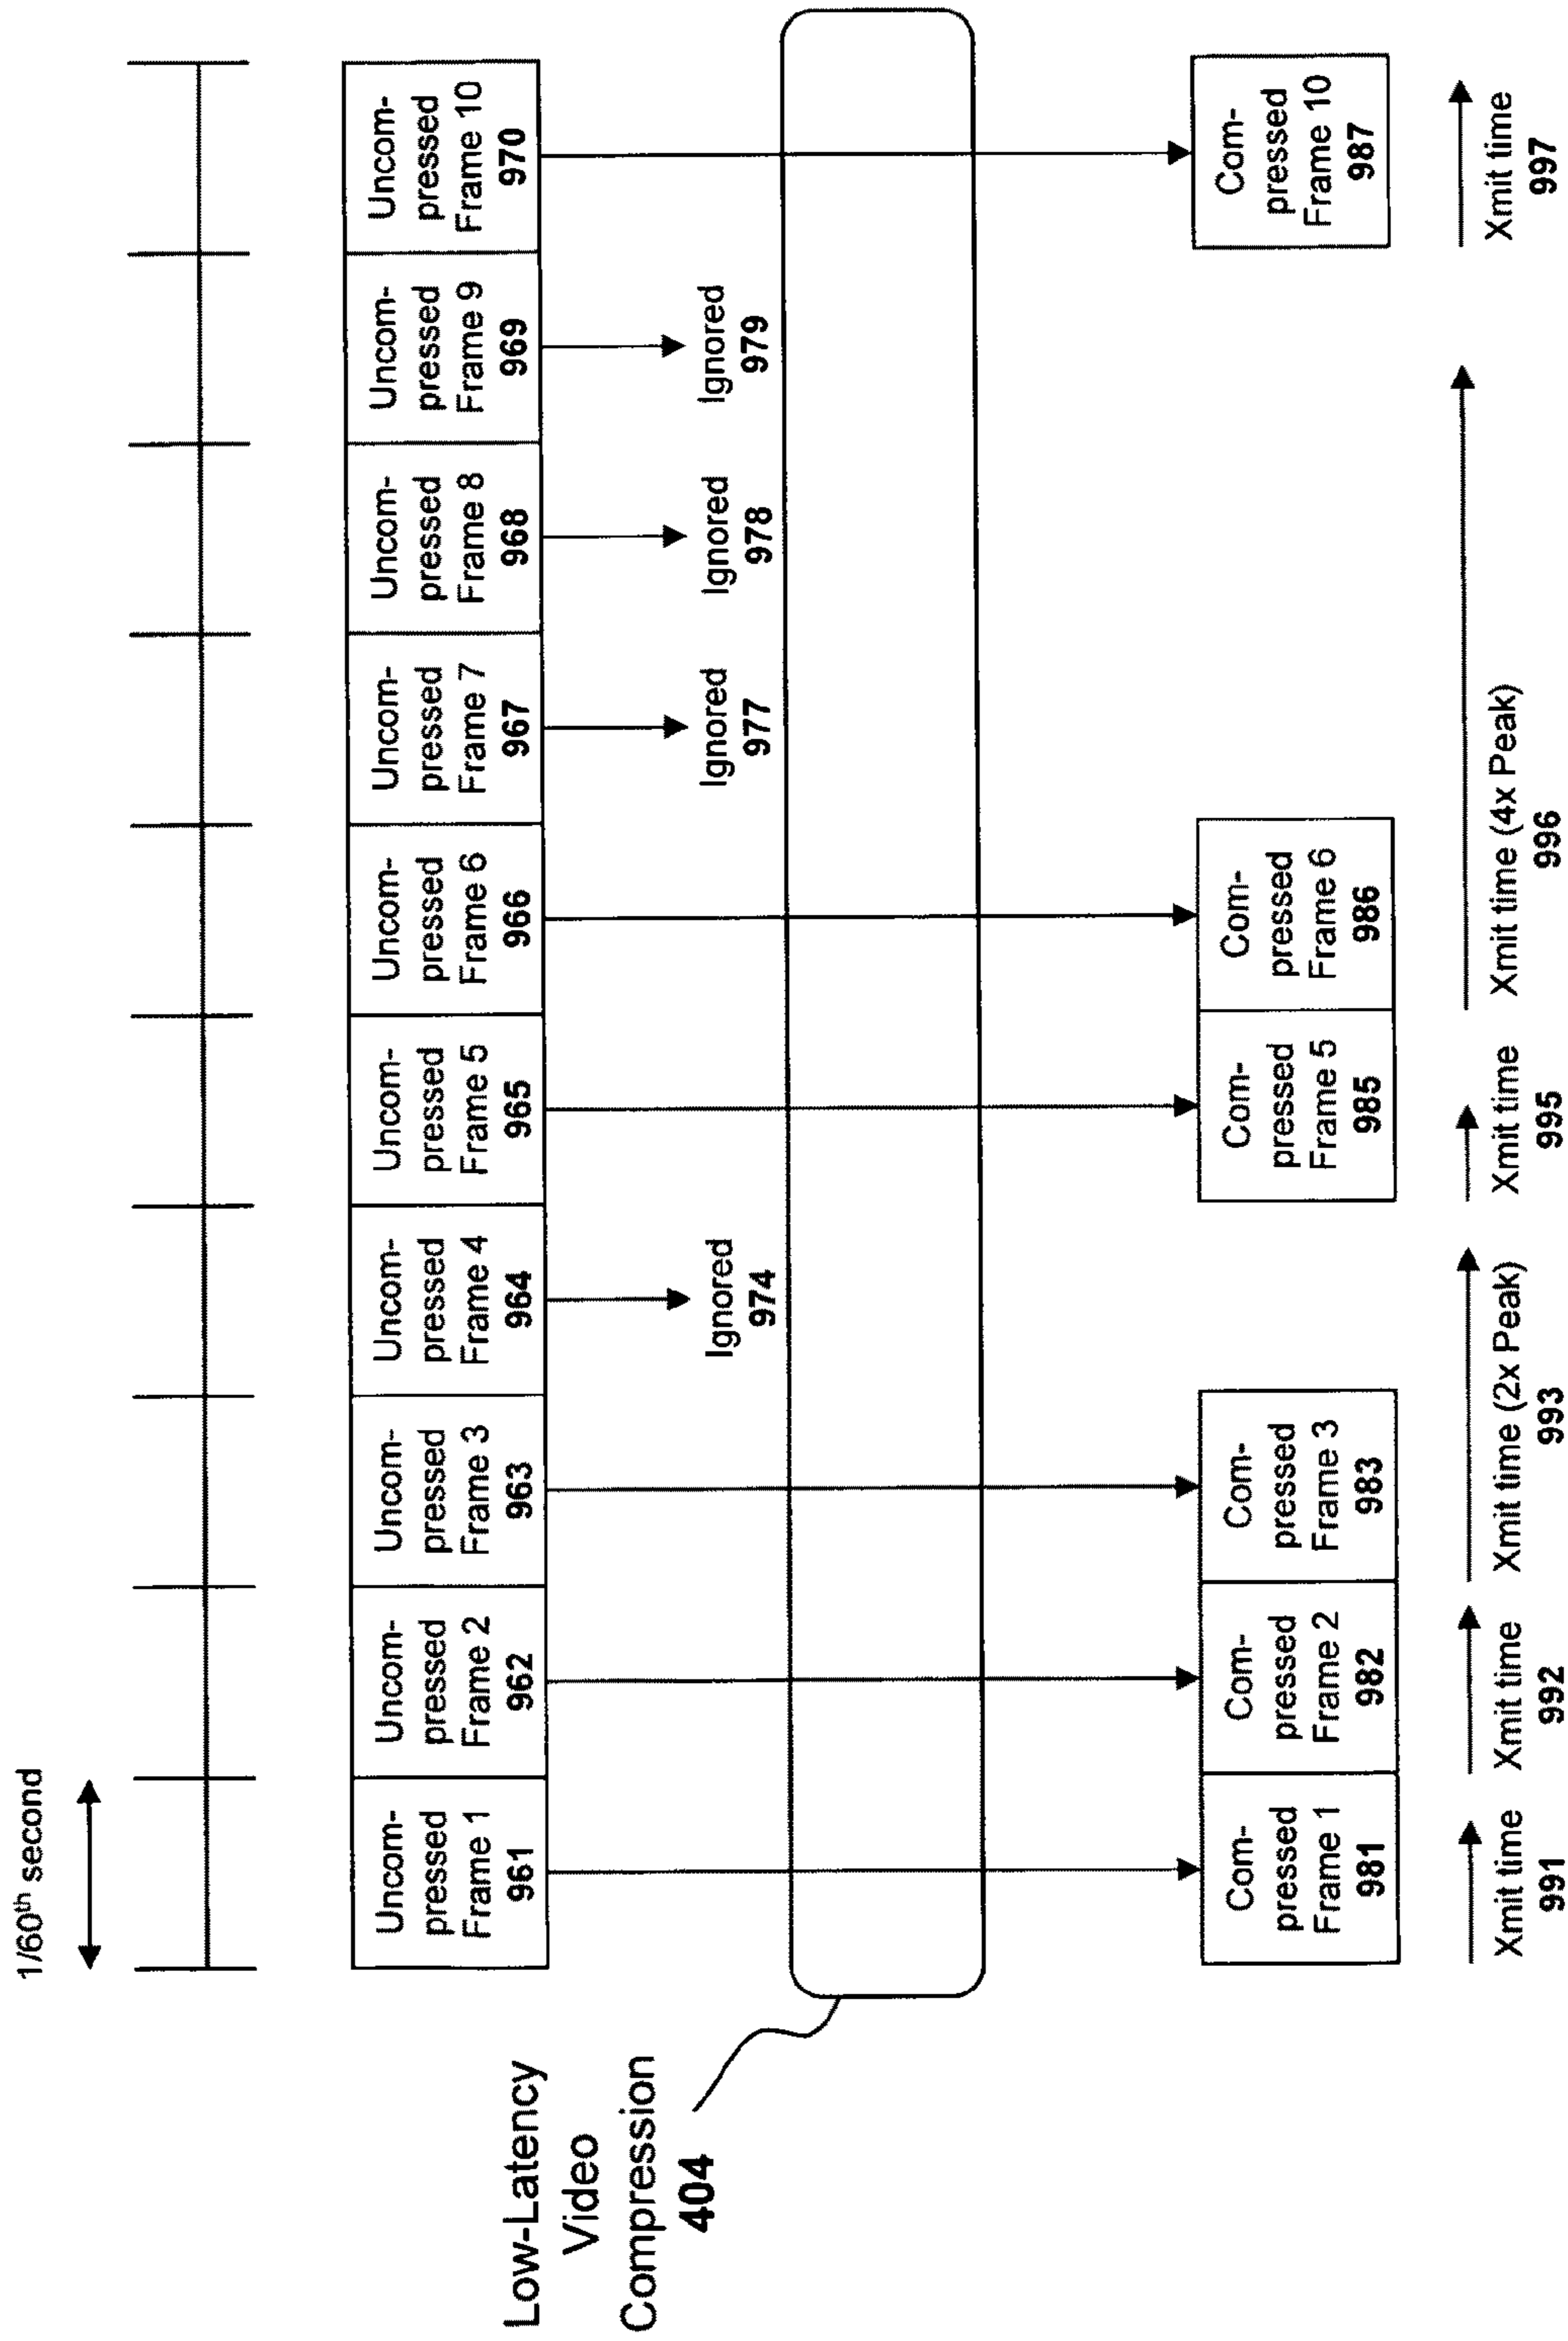 1/60th second
Uncom-
pressed
Frame 1
961
Uncom-
pressed
Frame 2
962
Uncom-
pressed
Frame 3
963
Uncom-
pressed
Frame 4
964
Uncom-
pressed
Frame 5
965
Uncom-
pressed
Frame 6
966
Uncom-
pressed
Frame 7
967
Uncom-
pressed
Frame 8
968
Uncom-
pressed
Frame 9
969
Uncom-
pressed
Frame 10
970
Ignored
974
Ignored
977
Ignored
978
Ignored
979
Low-Latency
Video
Compression
404
Com-
pressed
Frame 1
981
Com-
pressed
Frame 2
982
Com-
pressed
Frame 3
983
Com-
pressed
Frame 5
985
Com-
pressed
Frame 6
986
Com-
pressed
Frame 10
987
Xmit time
991
Xmit time
992
Xmit time (2x Peak)
993
Xmit time
995
Xmit time (4x Peak)
996
Xmit time
997